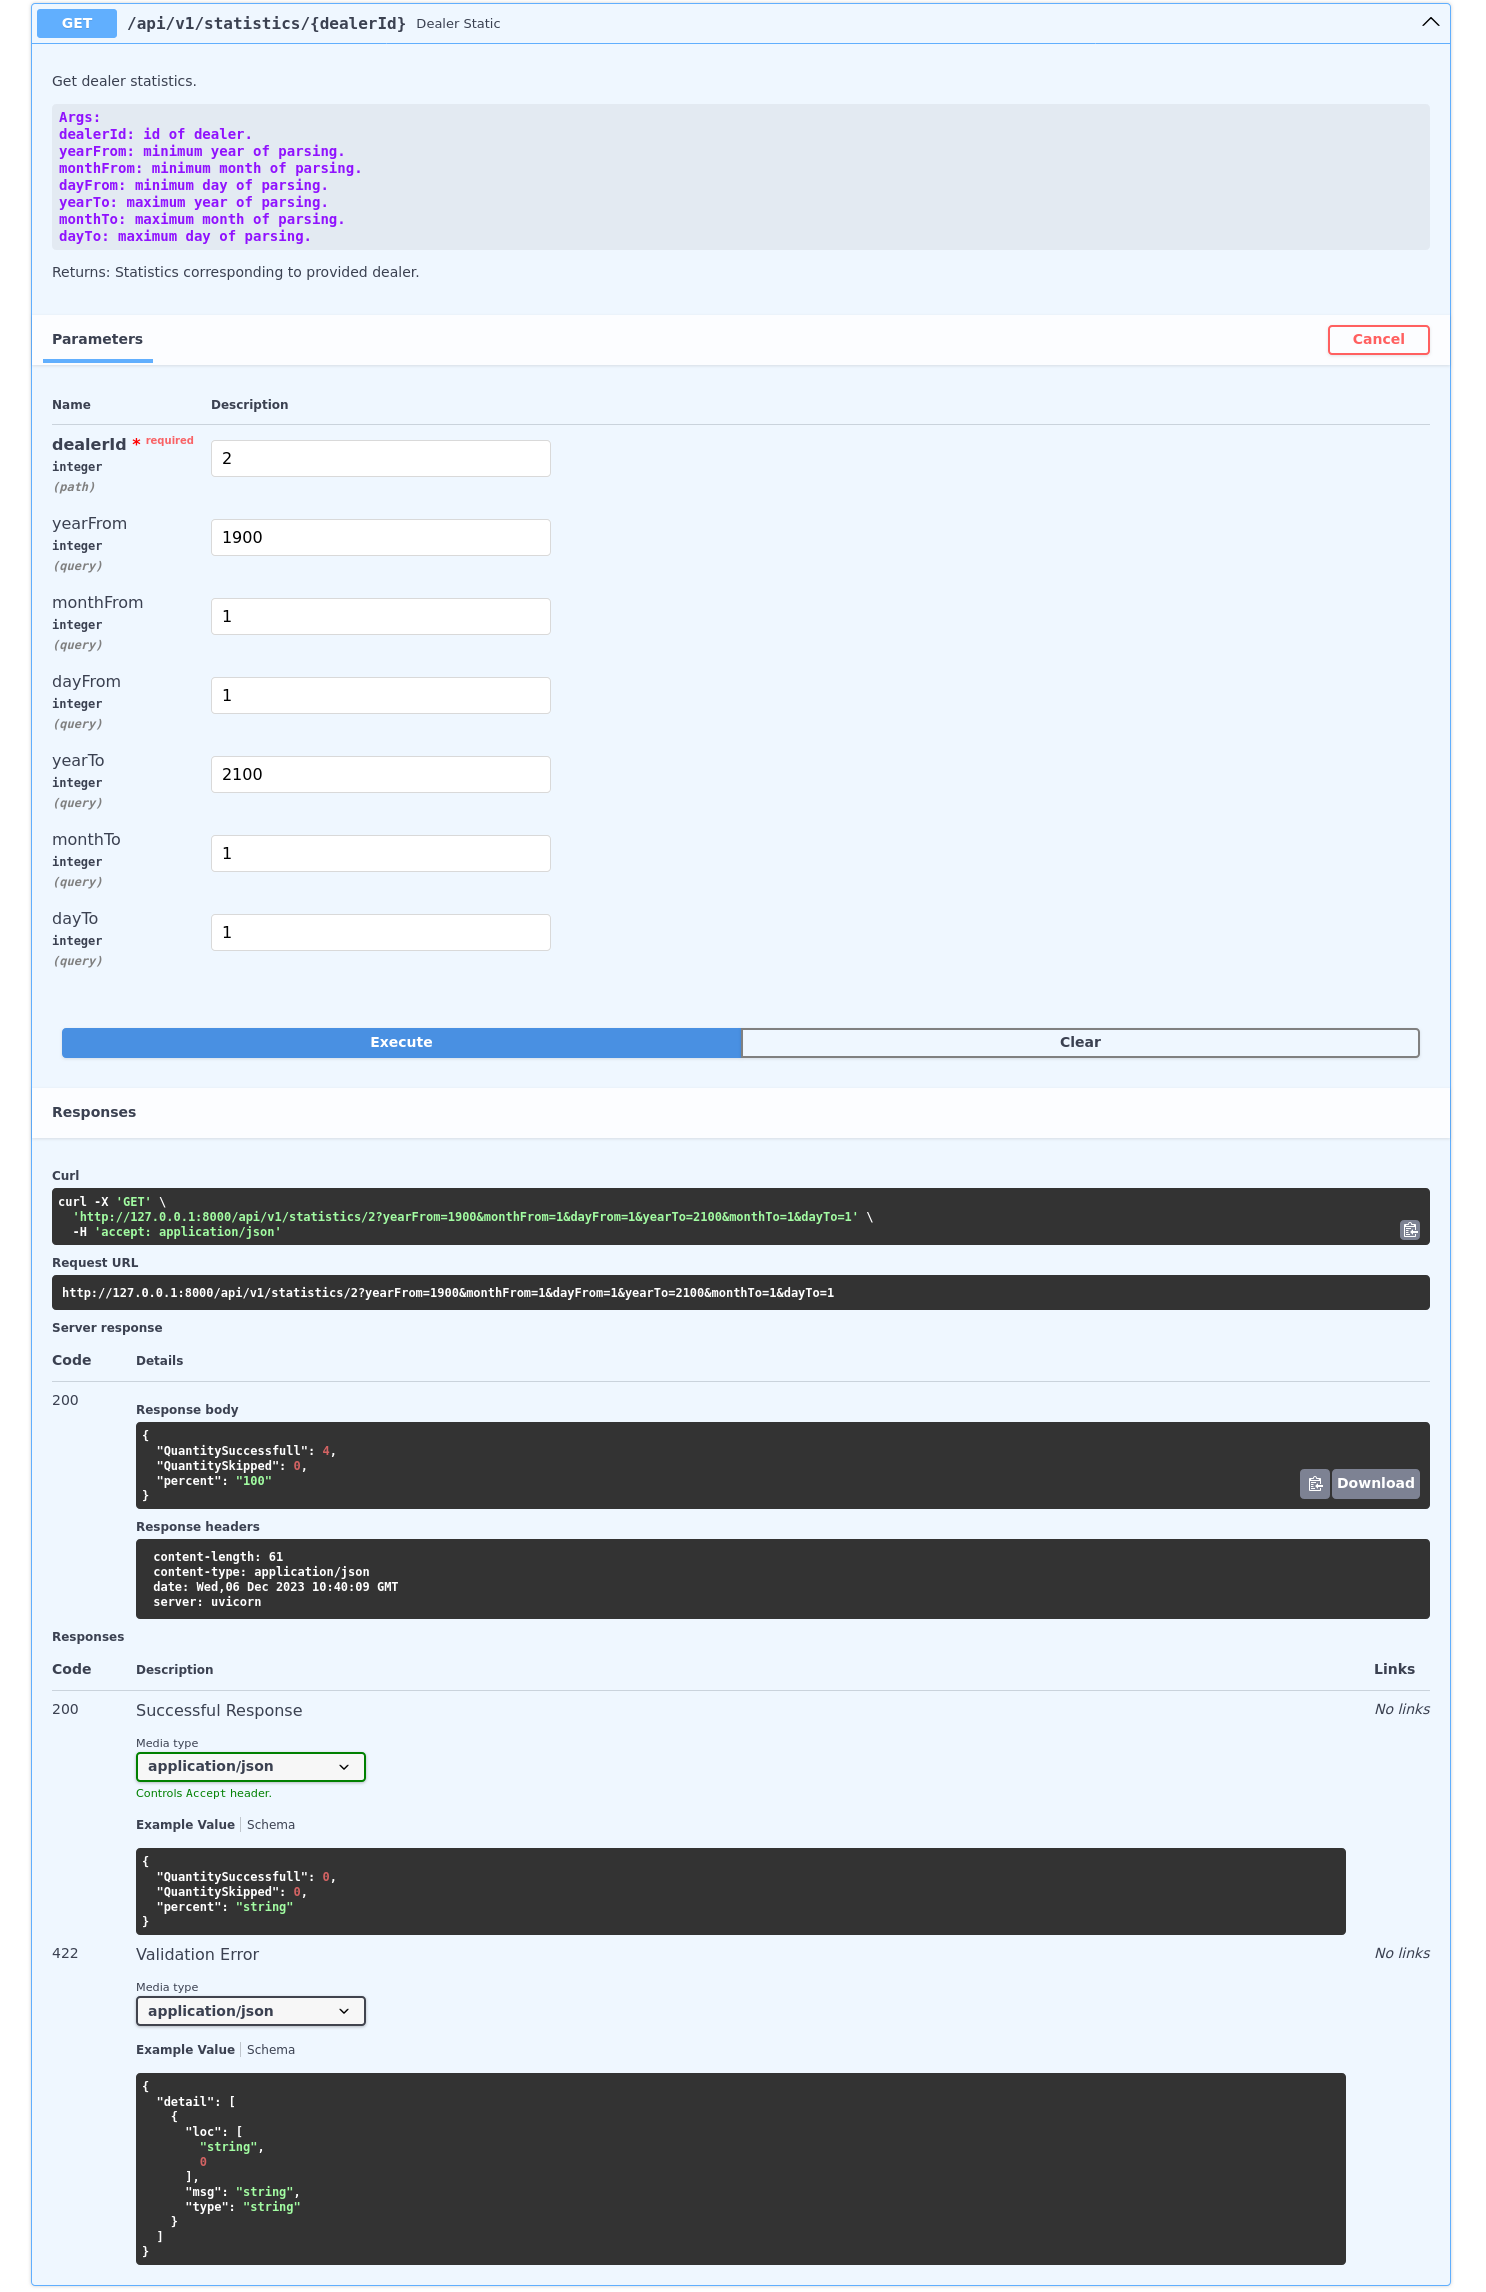 GET /api/v1/statistics/{dealerId} Dealer Static
Get dealer statistics.
Args:
dealerId: id of dealer.
yearFrom: minimum year of parsing.
monthFrom: minimum month of parsing.
dayFrom: minimum day of parsing.
yearTo: maximum year of parsing.
monthTo: maximum month of parsing.
dayTo: maximum day of parsing.
Returns: Statistics corresponding to provided dealer.
Parameters Cancel
Name Description
dealerId * required
integer
(path)
2
yearFrom
integer
(query)
1900
monthFrom
integer
(query)
1
dayFrom
integer
(query)
1
yearTo
integer
(query)
2100
monthTo
integer
(query)
1
dayTo
integer
(query)
1
Execute Clear
Responses
Curl
curl -X 'GET' \
'http://127.0.0.1:8000/api/v1/statistics/2?yearFrom=1900&monthFrom=1&dayFrom=1&yearTo=2100&monthTo=1&dayTo=1' \
-H 'accept: application/json'
Request URL
http://127.0.0.1:8000/api/v1/statistics/2?yearFrom=1900&monthFrom=1&dayFrom=1&yearTo=2100&monthTo=1&dayTo=1
Server response
Code Details
200
Response body
{
"QuantitySuccessfull": 4,
"QuantitySkipped": 0,
"percent": "100"
}
Download
Response headers
content-length: 61
content-type: application/json
date: Wed,06 Dec 2023 10:40:09 GMT
server: uvicorn
Responses
Code Description Links
200 Successful Response No links
Media type
application/json
Controls Accept header.
Example Value Schema
{
"QuantitySuccessfull": 0,
"QuantitySkipped": 0,
"percent": "string"
}
422 Validation Error No links
Media type
application/json
Example Value Schema
{
"detail": [
{
"loc": [
"string",
0
],
"msg": "string",
"type": "string"
}
]
}